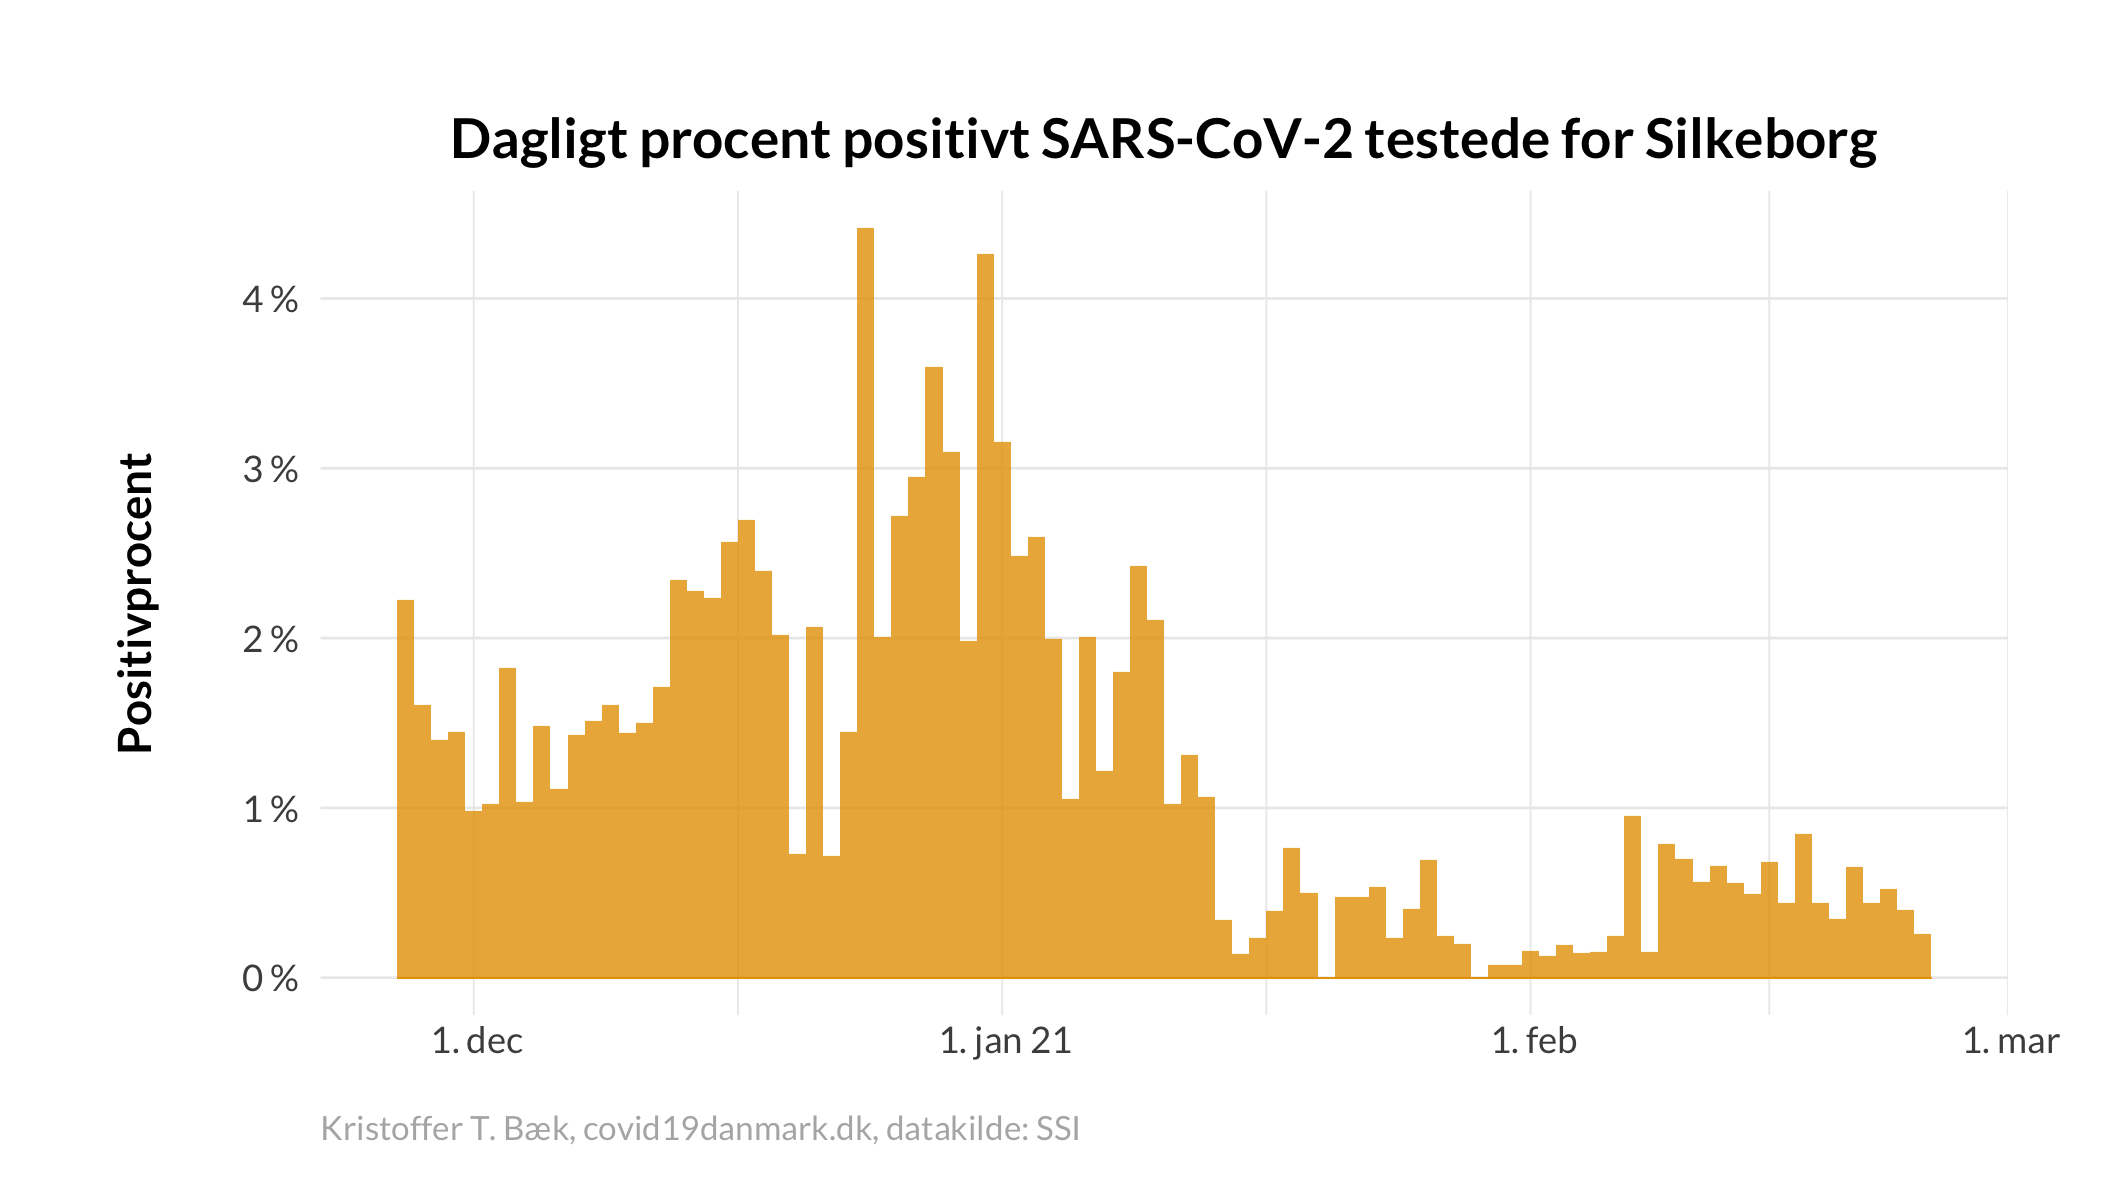 Dagligt procent positivt SARS-CoV-2 testede for Silkeborg
Positivprocent
4 %
3 %
2 %
1 %
0 %
1. dec
1. jan 21
1. feb
1. mar
Kristoffer T. Bæk, covid19danmark.dk, datakilde: SSI